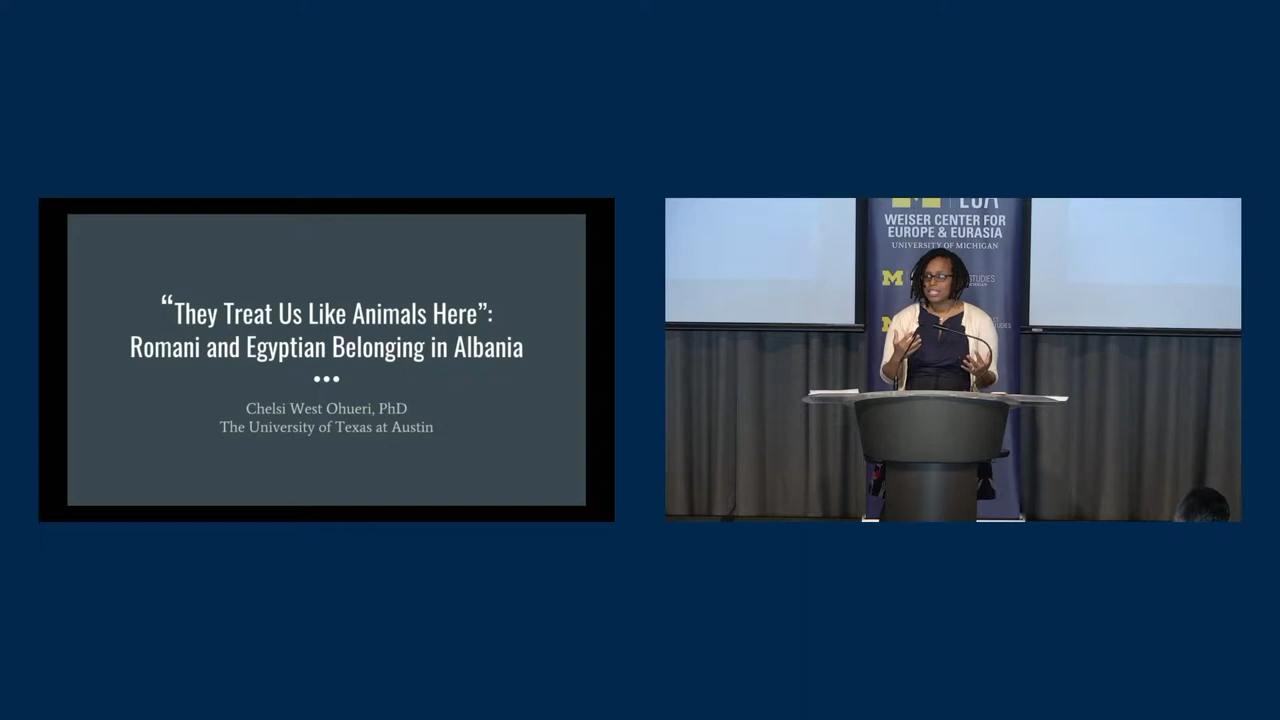 “They Treat Us Like Animals Here”:
Romani and Egyptian Belonging in Albania
Chelsi West Ohueri, PhD
The University of Texas at Austin
WEISER CENTER FOR
EUROPE & EURASIA
UNIVERSITY OF MICHIGAN
M
STUDIES